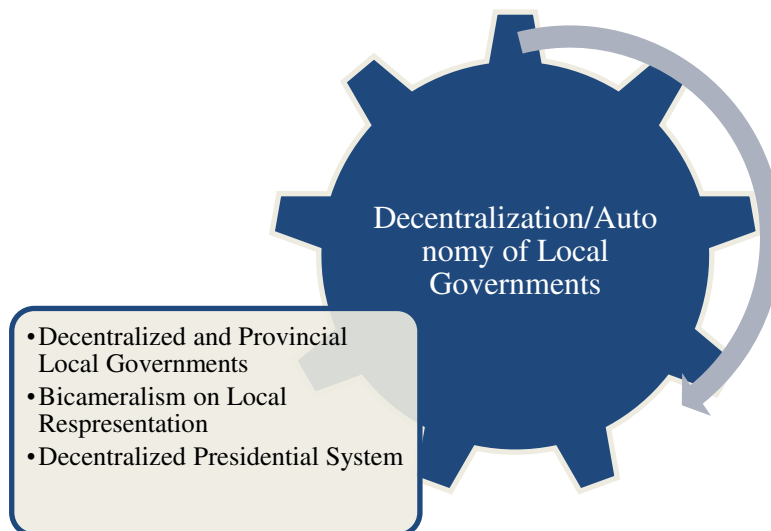 Decentralization/Auto
nomy of Local
Governments
•Decentralized and Provincial
Local Governments
•Bicameralism on Local
Respresentation
•Decentralized Presidential System